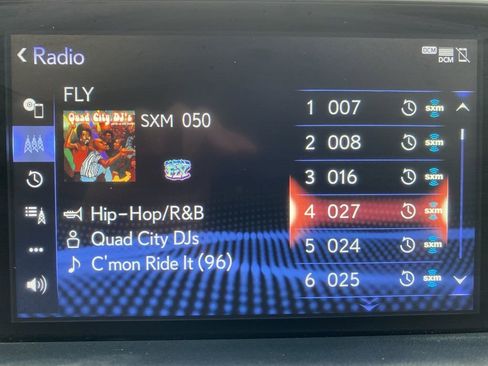 Radio
DCM
DCM
FLY
Quad City DJ's
SXM 050
Hip-Hop/R&B
Quad City DJs
C'mon Ride It (96)
1 007 sxm
2 008 sxm
3 016 sxm
4 027 sxm
5 024 sxm
6 025 sxm